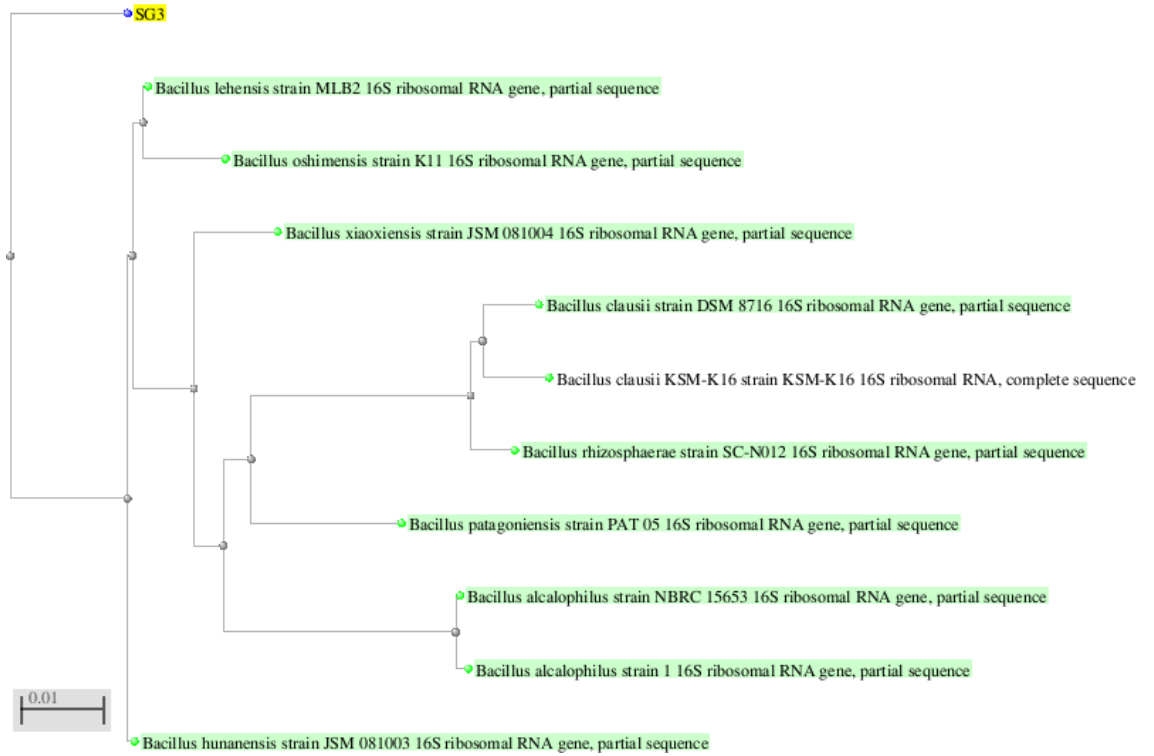 SG3
Bacillus lehensis strain MLB2 16S ribosomal RNA gene, partial sequence
Bacillus oshimensis strain K11 16S ribosomal RNA gene, partial sequence
Bacillus xiaoxiensis strain JSM 081004 16S ribosomal RNA gene, partial sequence
Bacillus clausii strain DSM 8716 16S ribosomal RNA gene, partial sequence
Bacillus clausii KSM-K16 strain KSM-K16 16S ribosomal RNA, complete sequence
Bacillus rhizosphaerae strain SC-N012 16S ribosomal RNA gene, partial sequence
Bacillus patagoniensis strain PAT 05 16S ribosomal RNA gene, partial sequence
Bacillus alcalophilus strain NBRC 15653 16S ribosomal RNA gene, partial sequence
Bacillus alcalophilus strain 1 16S ribosomal RNA gene, partial sequence
0.01
Bacillus hunanensis strain JSM 081003 16S ribosomal RNA gene, partial sequence